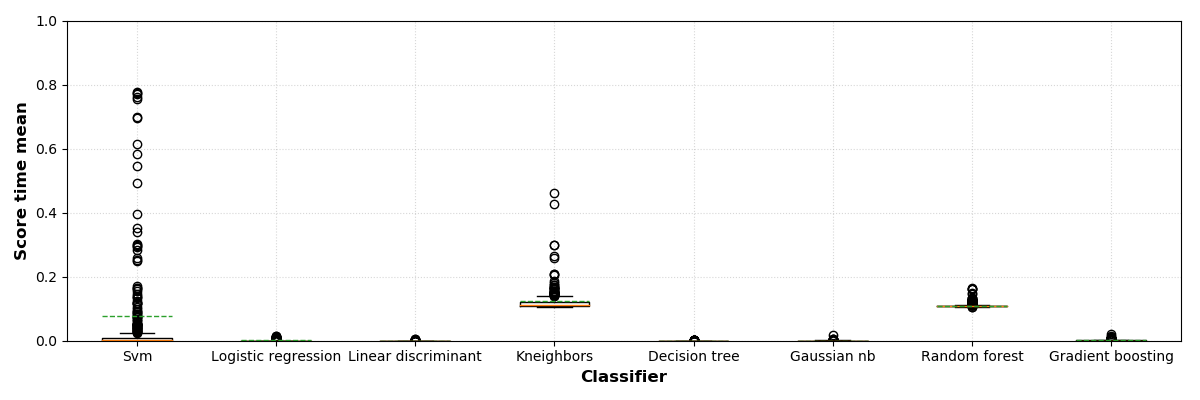 1.0
0.8
0.6
0.4
0.2
0.0
Score time mean
Svm Logistic regression Linear discriminant Kneighbors Decision tree Gaussian nb Random forest Gradient boosting
Classifier